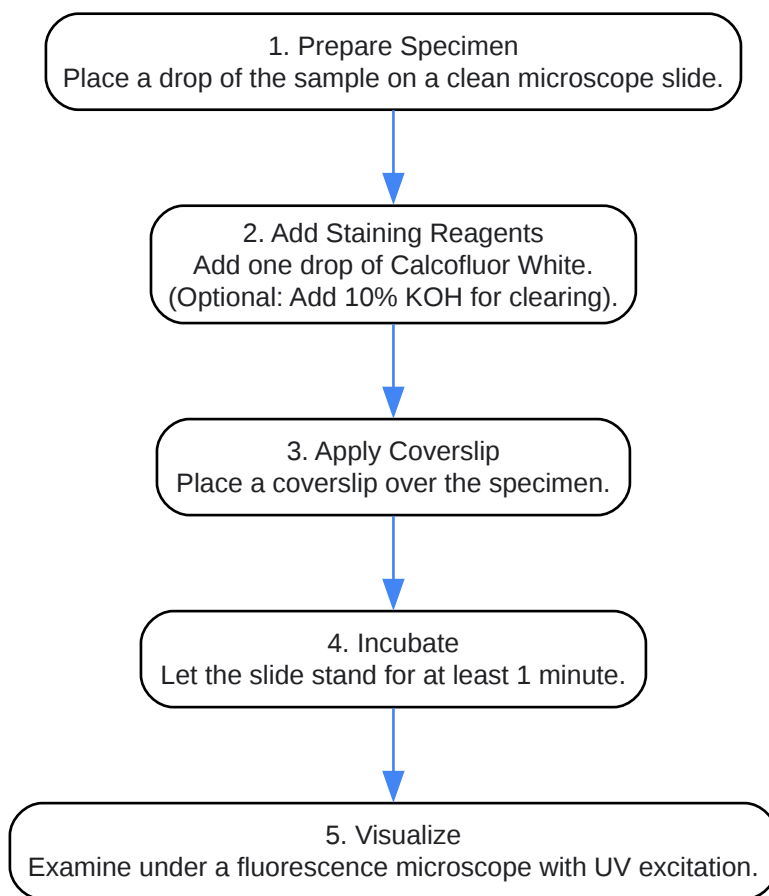 1. Prepare Specimen
Place a drop of the sample on a clean microscope slide.
2. Add Staining Reagents
Add one drop of Calcofluor White.
(Optional: Add 10% KOH for clearing).
3. Apply Coverslip
Place a coverslip over the specimen.
4. Incubate
Let the slide stand for at least 1 minute.
5. Visualize
Examine under a fluorescence microscope with UV excitation.